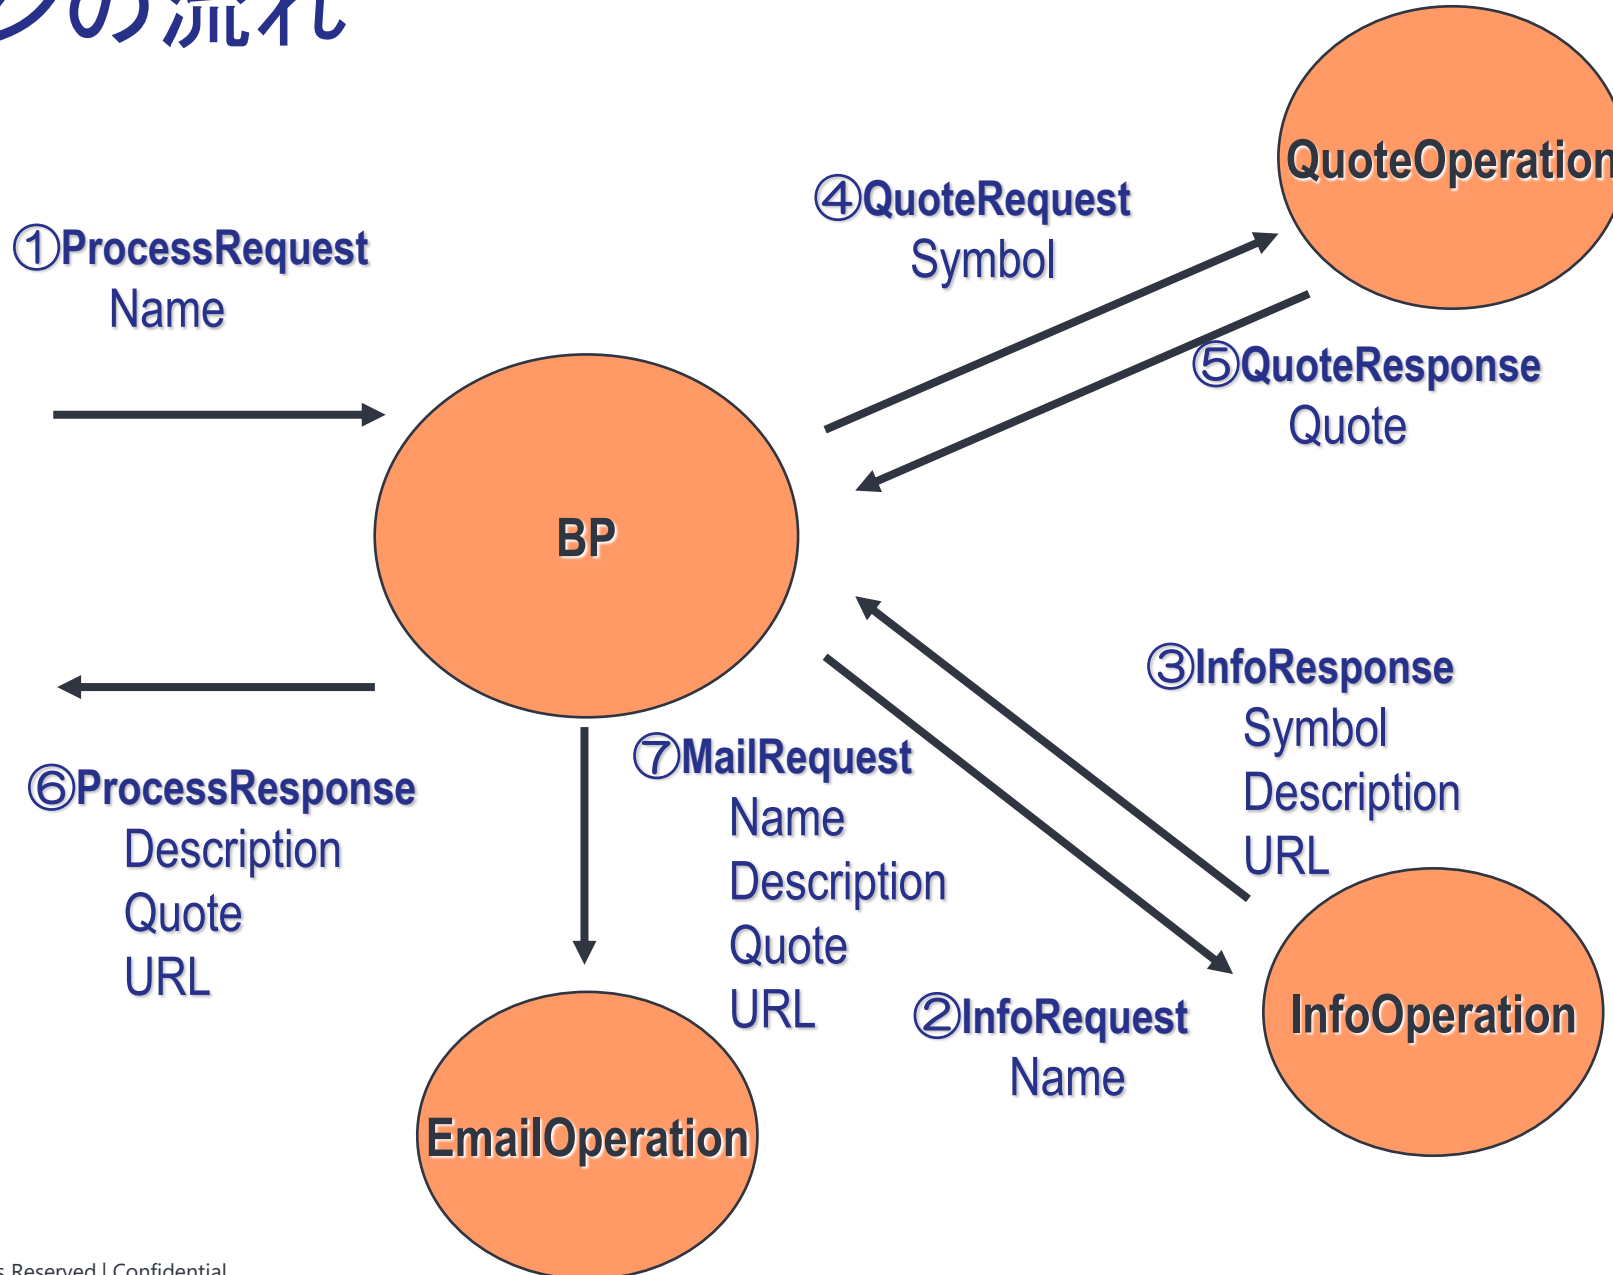 の流れ
①ProcessRequest
Name
④QuoteRequest
Symbol
QuoteOperation
⑤QuoteResponse
Quote
BP
③InfoResponse
Symbol
Description
URL
⑥ProcessResponse
Description
Quote
URL
⑦MailRequest
Name
Description
Quote
URL
②InfoRequest
Name
InfoOperation
EmailOperation
Reserved | Confidential